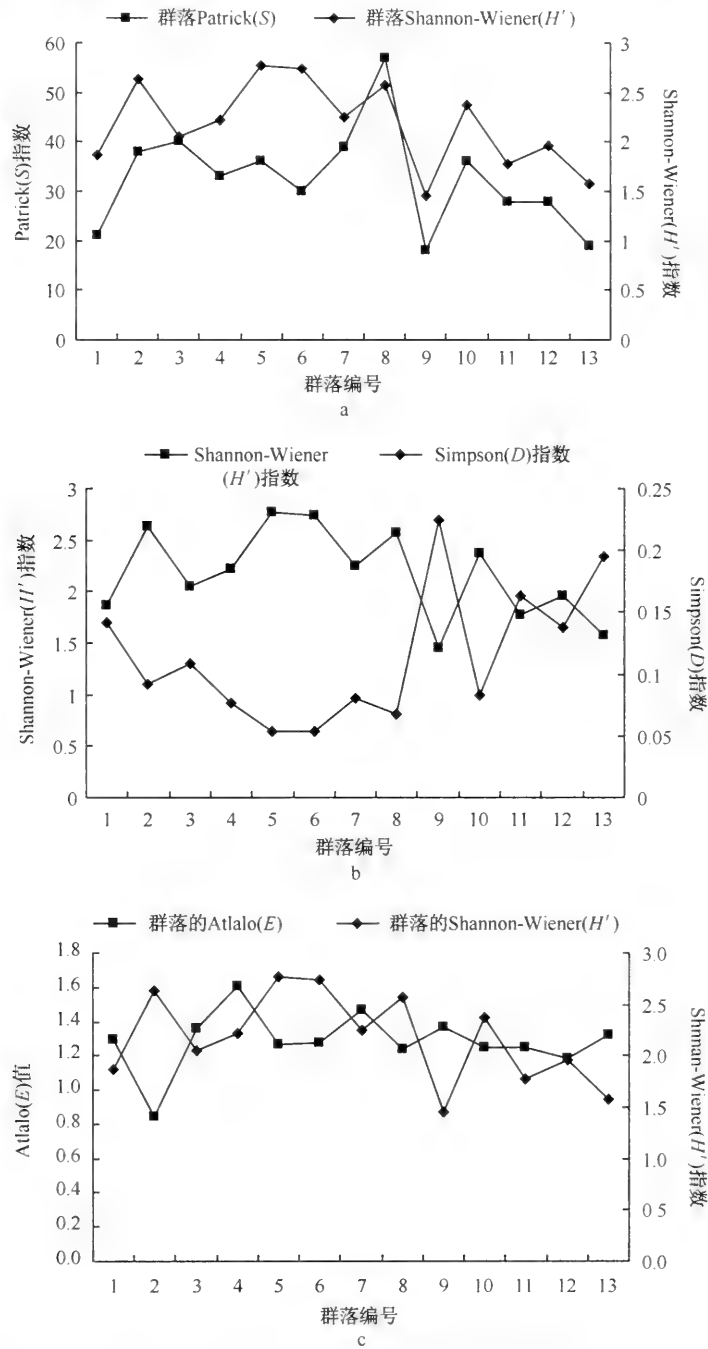 群落Patrick(S) 群落Shannon-Wiener(H′)
60
50
40
30
20
10
0
Patrick(S)指数
3
2.5
2
1.5
1
0.5
0
Shannon-Wiener(H′)指数
1 2 3 4 5 6 7 8 9 10 11 12 13
群落编号
a
Shannon-Wiener
(H′)指数
Simpson(D)指数
3
2.5
2
1.5
1
0.5
0
Shannon-Wiener(H′)指数
0.25
0.2
0.15
0.1
0.05
0
Simpson(D)指数
1 2 3 4 5 6 7 8 9 10 11 12 13
群落编号
b
群落的Atlalo(E) 群落的Shannon-Wiener(H′)
1.8
1.6
1.4
1.2
1.0
0.8
0.6
0.4
0.2
0.0
Atlalo(E)值
3.0
2.5
2.0
1.5
1.0
0.5
0.0
Shnman-Wiener(H′)指数
1 2 3 4 5 6 7 8 9 10 11 12 13
群落编号
c